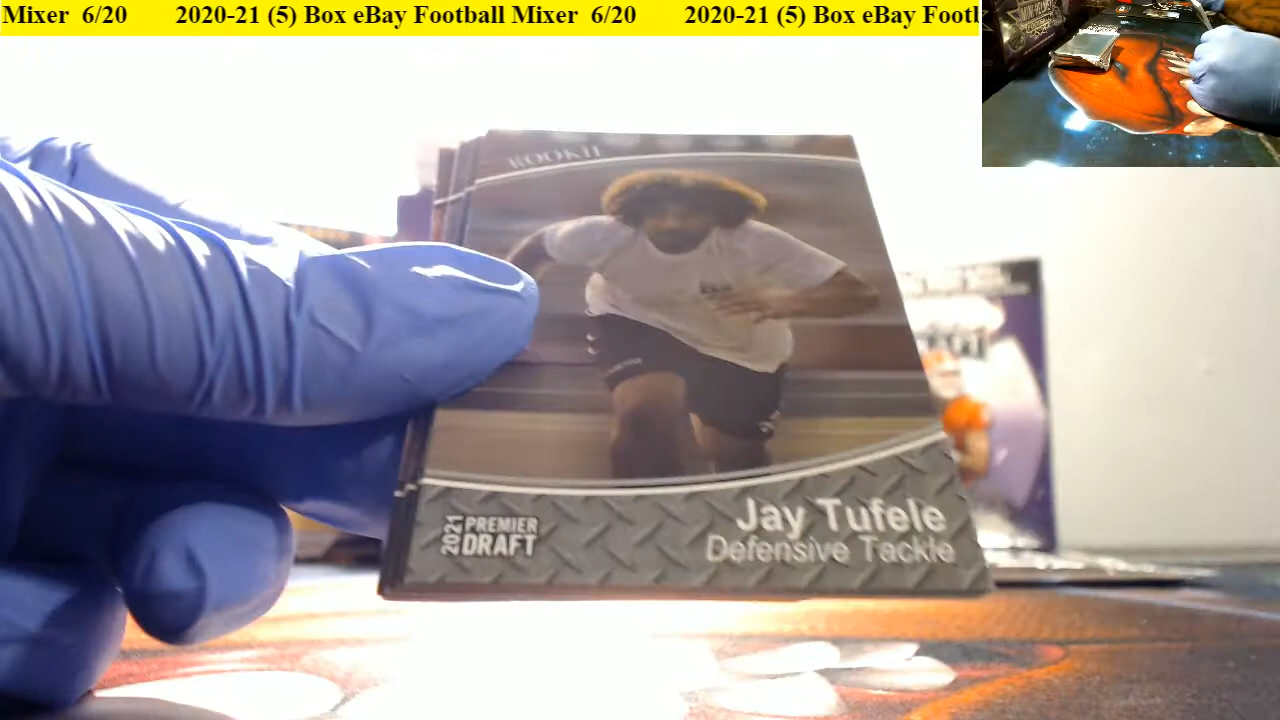 Mixer 6/20 2020-21 (5) Box eBay Football Mixer 6/20 2020-21 (5) Box eBay Footb
ROOKIE
2021 PREMIER DRAFT
Jay Tufele
Defensive Tackle